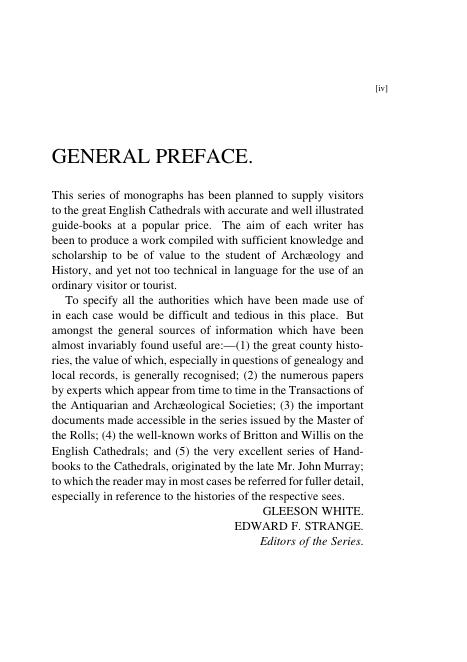 [iv]
GENERAL PREFACE.
This series of monographs has been planned to supply visitors
to the great English Cathedrals with accurate and well illustrated
guide-books at a popular price. The aim of each writer has
been to produce a work compiled with sufficient knowledge and
scholarship to be of value to the student of Archæology and
History, and yet not too technical in language for the use of an
ordinary visitor or tourist.
To specify all the authorities which have been made use of
in each case would be difficult and tedious in this place. But
amongst the general sources of information which have been
almost invariably found useful are:—(1) the great county histo-
ries, the value of which, especially in questions of genealogy and
local records, is generally recognised; (2) the numerous papers
by experts which appear from time to time in the Transactions of
the Antiquarian and Archæological Societies; (3) the important
documents made accessible in the series issued by the Master of
the Rolls; (4) the well-known works of Britton and Willis on the
English Cathedrals; and (5) the very excellent series of Hand-
books to the Cathedrals, originated by the late Mr. John Murray;
to which the reader may in most cases be referred for fuller detail,
especially in reference to the histories of the respective sees.
GLEESON WHITE.
EDWARD F. STRANGE.
Editors of the Series.